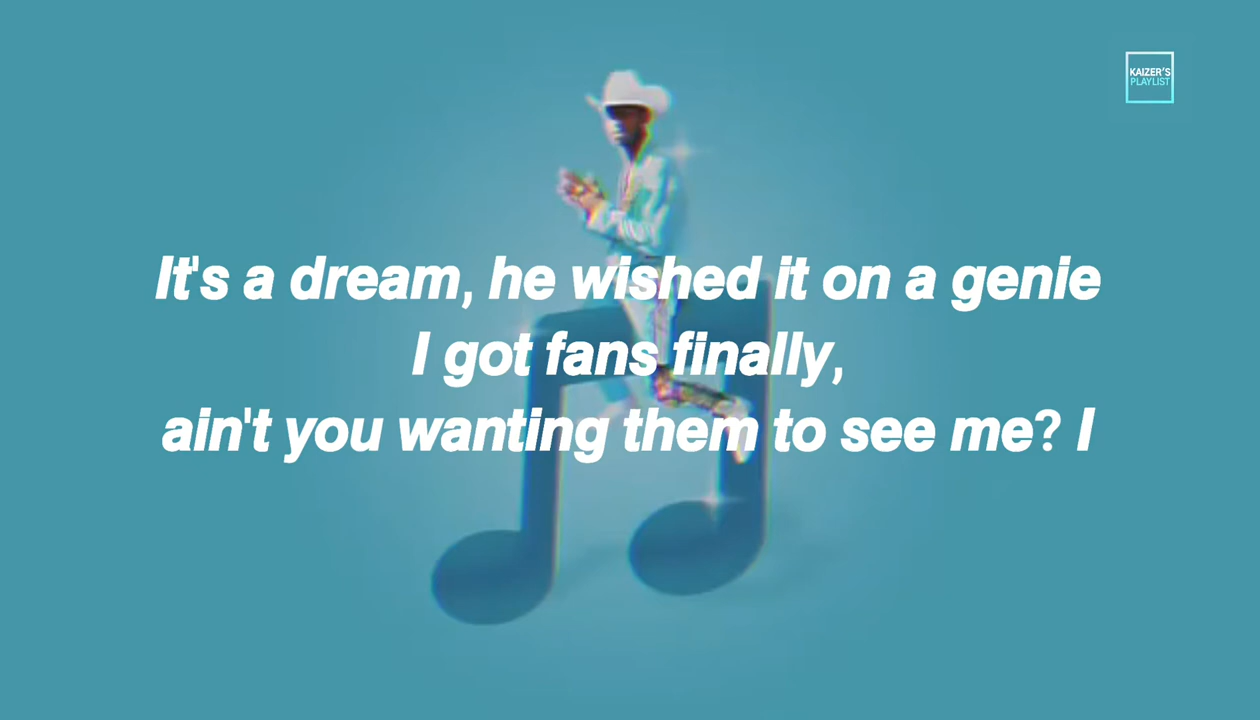 KAIZER'S
PLAYLIST
It's a dream, he wished it on a genie
I got fans finally,
ain't you wanting them to see me? I